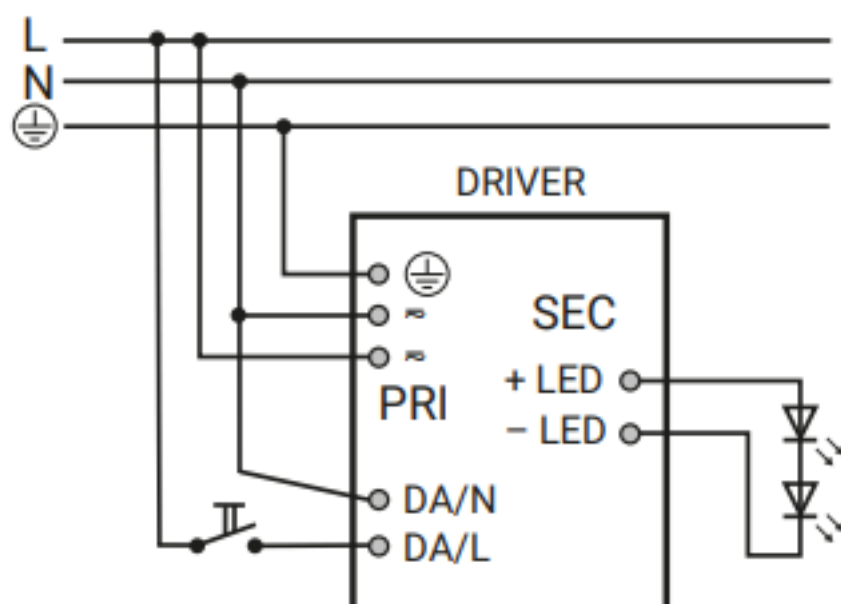 L
N
DRIVER
≂
SEC
≂
+ LED
PRI
− LED
DA/N
DA/L